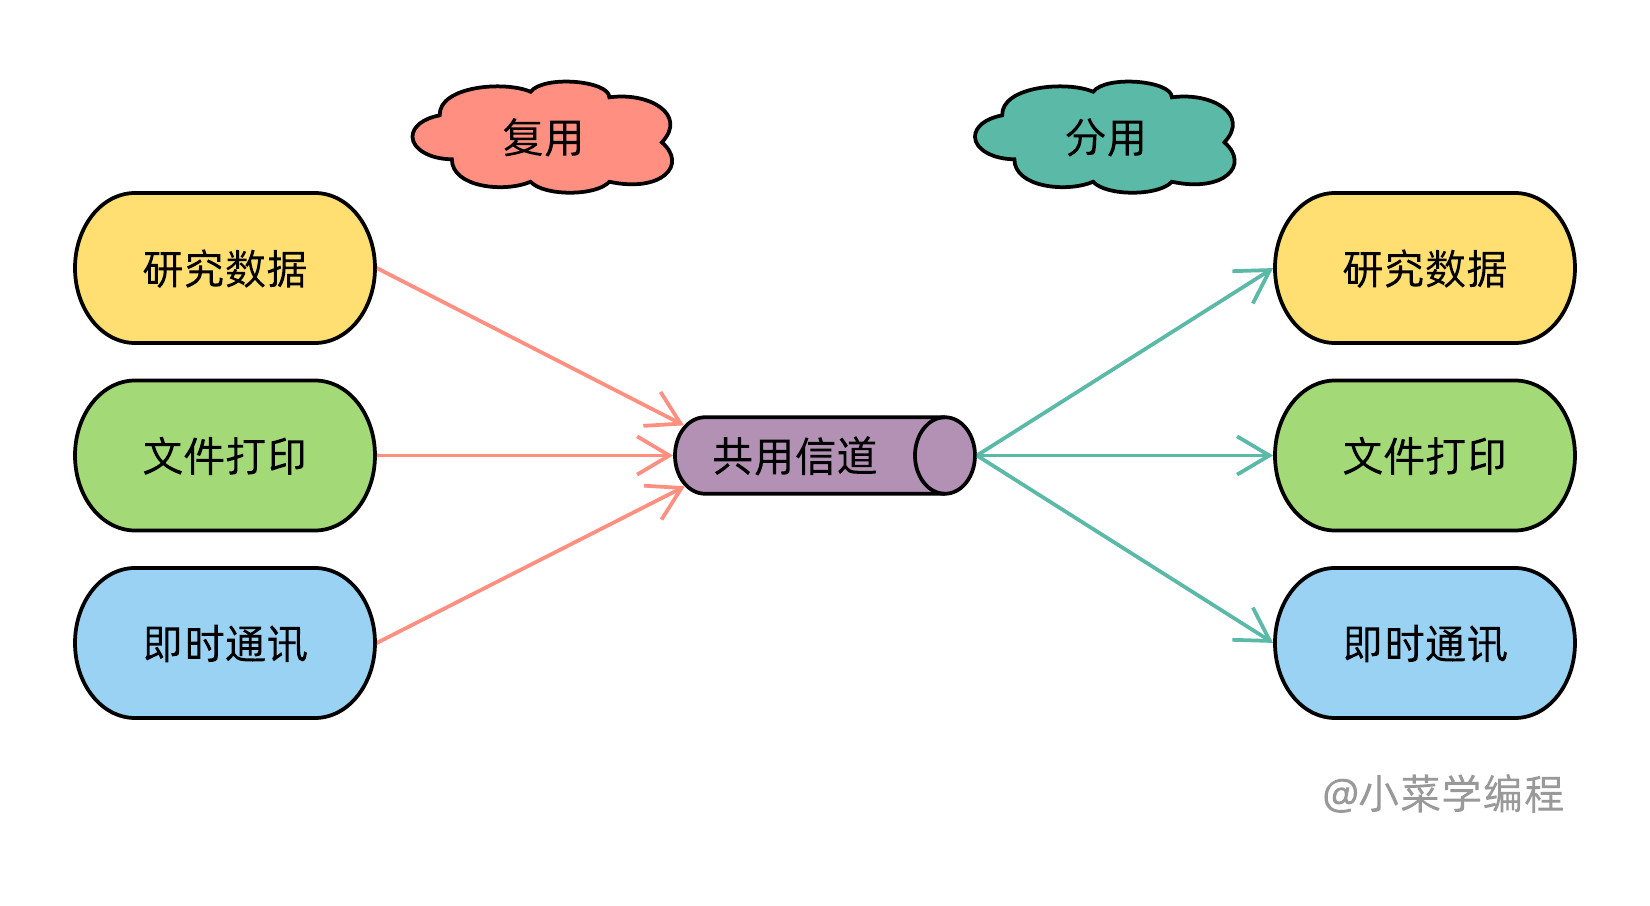 复用
分用
研究数据
研究数据
文件打印
共用信道
文件打印
即时通讯
即时通讯
@小菜学编程